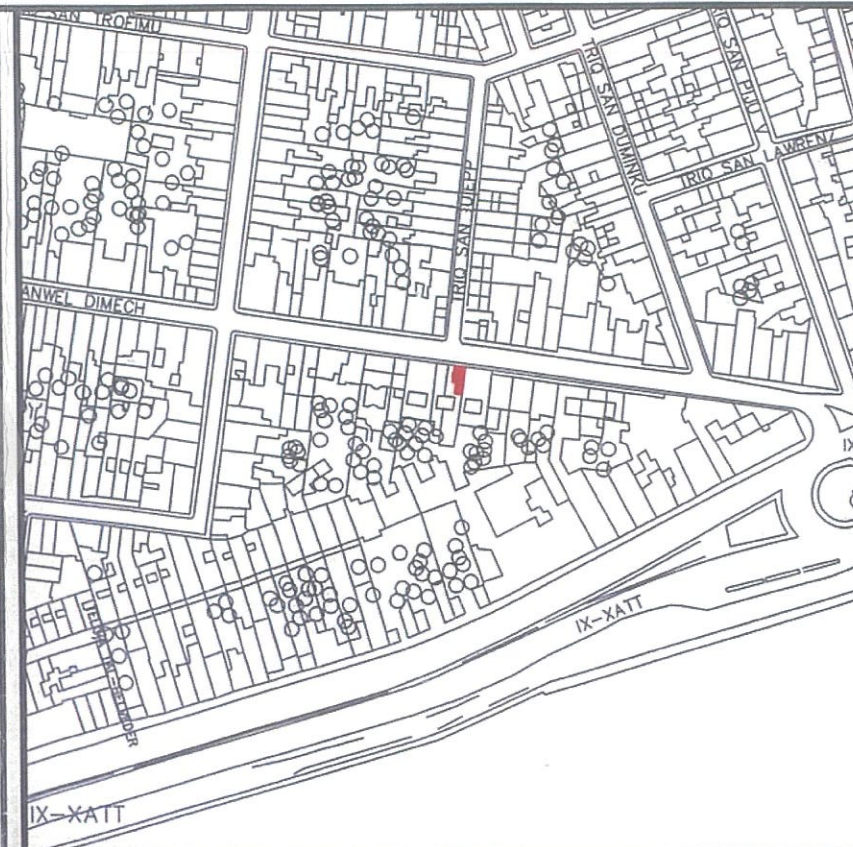 SAN TROFIMU
TRIQ SAN DUMINKU
SAN PIJU V
TRIQ SAN LAWRENZ
TRIQ SAN ĠUŻEPP
ANWEL DIMECH
IX
IX-XATT
IX-XATT